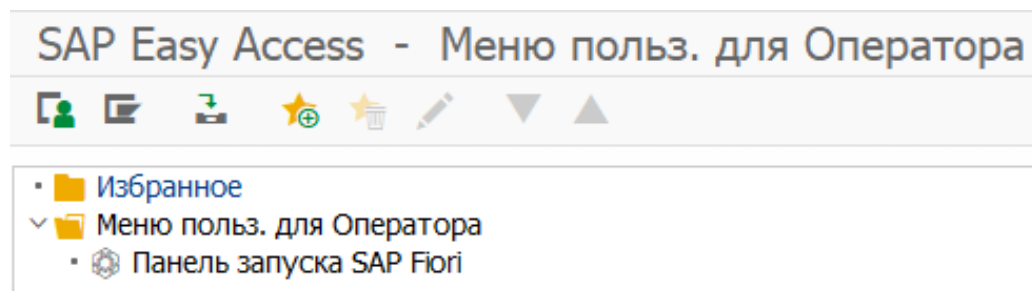 SAP Easy Access - Меню польз. для Оператора
Избранное
Меню польз. для Оператора
Панель запуска SAP Fiori